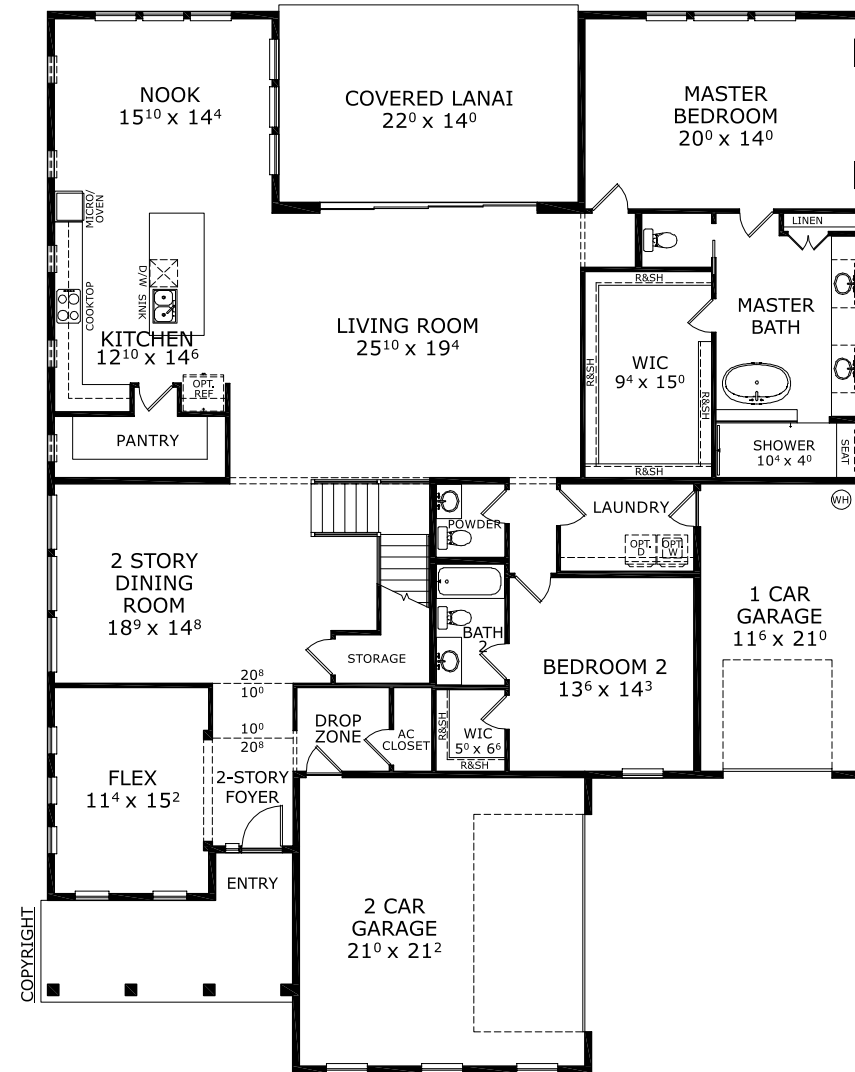 NOOK
15¹⁰ x 14⁴
COVERED LANAI
22⁰ x 14⁰
MASTER
BEDROOM
20⁰ x 14⁰
MICRO/
OVEN
LINEN
D/W SINK
COOKTOP
KITCHEN
12¹⁰ x 14⁶
LIVING ROOM
25¹⁰ x 19⁴
R&SH
R&SH
WIC
9⁴ x 15⁰
R&SH
R&SH
MASTER
BATH
OPT.
REF
PANTRY
SHOWER
10⁴ x 4⁰
SEAT
2 STORY
DINING
ROOM
18⁹ x 14⁸
STORAGE
POWDER
BATH
2
LAUNDRY
OPT.
D
OPT.
W
WH
1 CAR
GARAGE
11⁶ x 21⁰
BEDROOM 2
13⁶ x 14³
20⁸
10⁰
10⁰
20⁸
DROP
ZONE
AC
CLOSET
R&SH
WIC
5⁰ x 6⁶
R&SH
FLEX
11⁴ x 15²
2-STORY
FOYER
ENTRY
2 CAR
GARAGE
21⁰ x 21²
COPYRIGHT